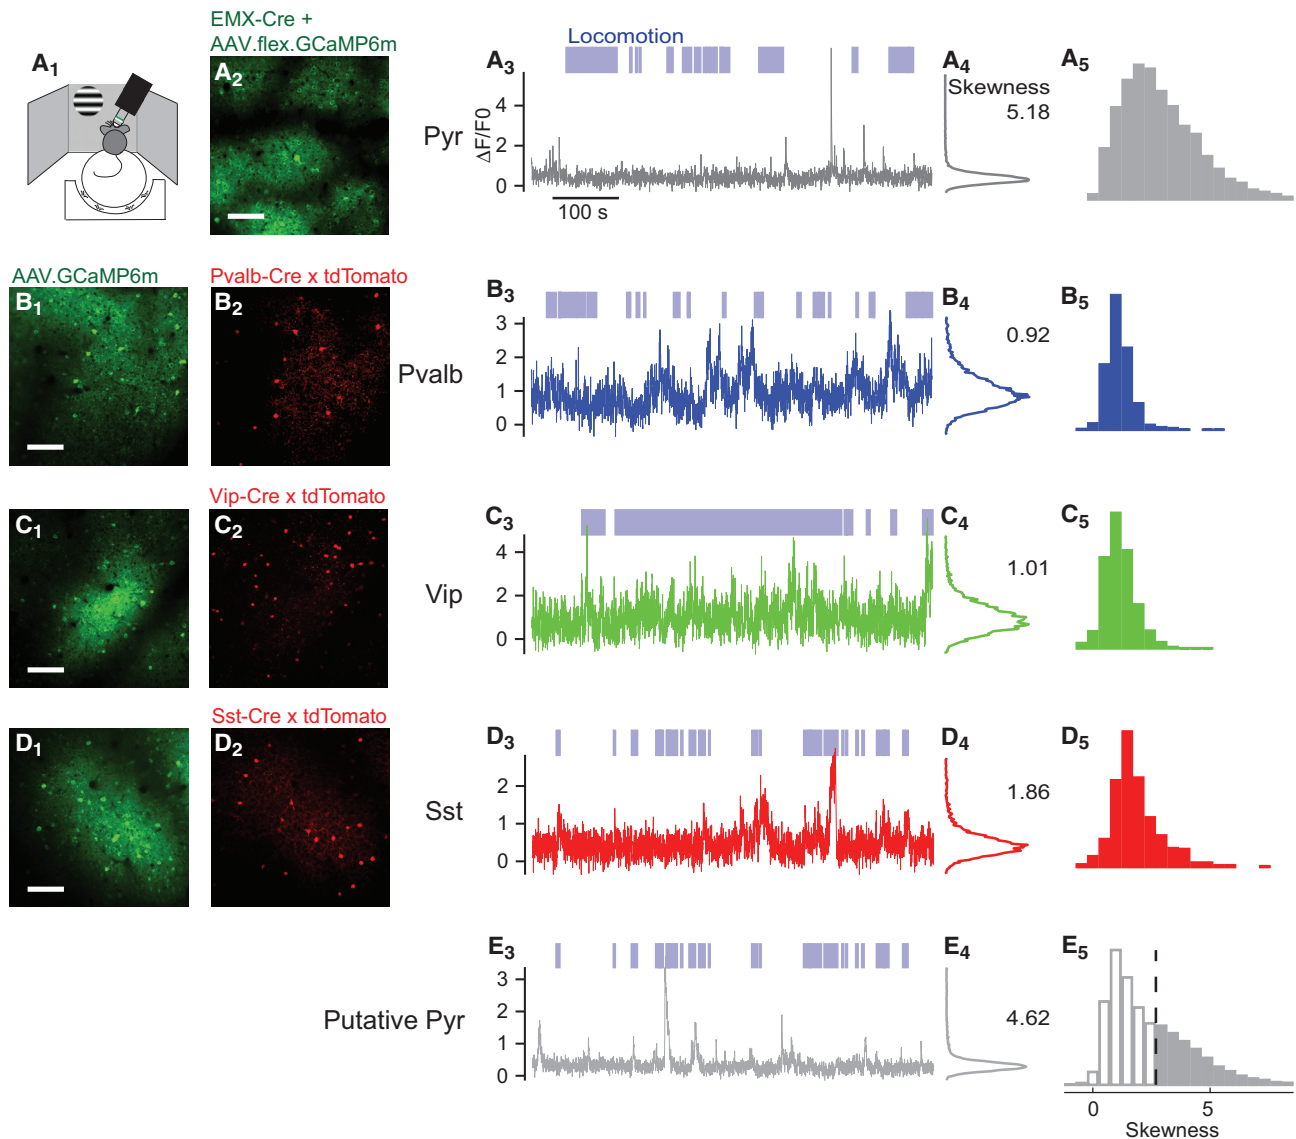 EMX-Cre +
AAV.flex.GCaMP6m
A1
A2
Locomotion
A3
ΔF/F0
4
2
0
Pyr
100 s
A4
Skewness
5.18
A5
AAV.GCaMP6m
B1
Pvalb-Cre x tdTomato
B2
Pvalb
B3
3
2
1
0
B4
0.92
B5
C1
Vip-Cre x tdTomato
C2
Vip
C3
4
2
0
C4
1.01
C5
D1
Sst-Cre x tdTomato
D2
Sst
D3
2
1
0
D4
1.86
D5
Putative Pyr
E3
3
2
1
0
E4
4.62
E5
0
5
Skewness